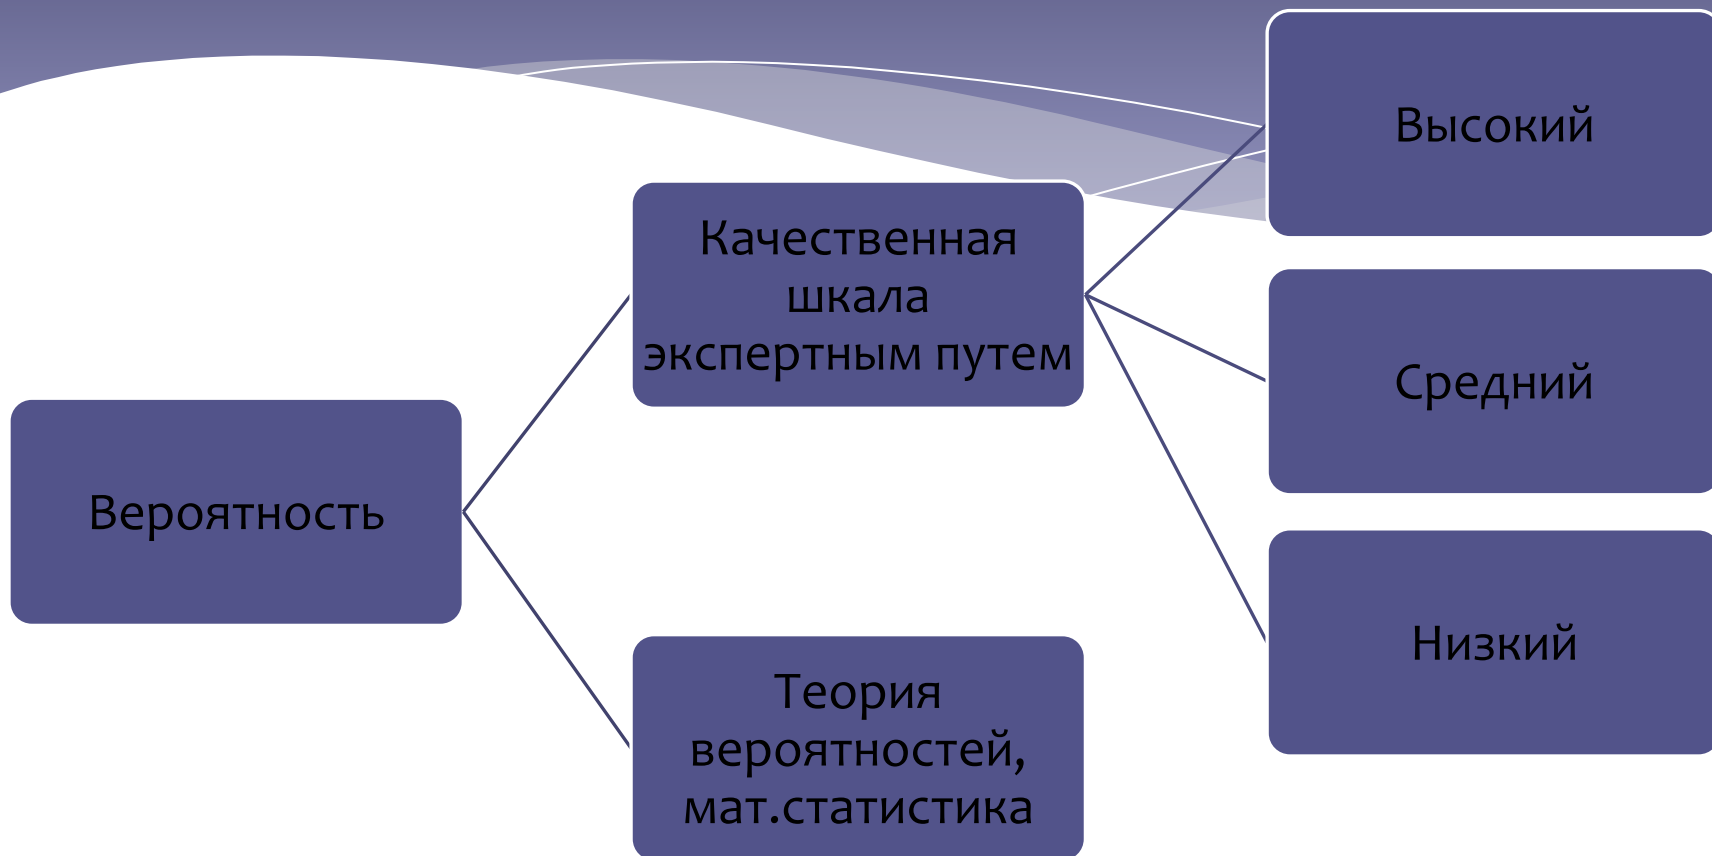 Вероятность
Качественная
шкала
экспертным путем
Высокий
Средний
Низкий
Теория
вероятностей,
мат.статистика